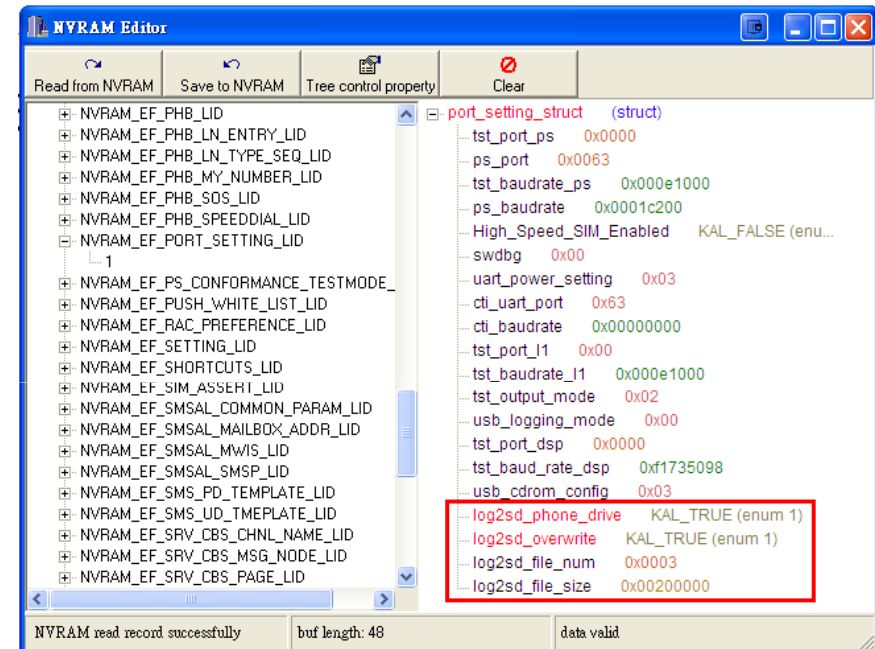 NVRAM Editor
Read from NVRAM
Save to NVRAM
Tree control property
Clear
NVRAM_EF_PHB_LID
NVRAM_EF_PHB_LN_ENTRY_LID
NVRAM_EF_PHB_LN_TYPE_SEQ_LID
NVRAM_EF_PHB_MY_NUMBER_LID
NVRAM_EF_PHB_SOS_LID
NVRAM_EF_PHB_SPEEDDIAL_LID
NVRAM_EF_PORT_SETTING_LID
1
NVRAM_EF_PS_CONFORMANCE_TESTMODE_
NVRAM_EF_PUSH_WHITE_LIST_LID
NVRAM_EF_RAC_PREFERENCE_LID
NVRAM_EF_SETTING_LID
NVRAM_EF_SHORTCUTS_LID
NVRAM_EF_SIM_ASSERT_LID
NVRAM_EF_SMSAL_COMMON_PARAM_LID
NVRAM_EF_SMSAL_MAILBOX_ADDR_LID
NVRAM_EF_SMSAL_MWIS_LID
NVRAM_EF_SMSAL_SMSP_LID
NVRAM_EF_SMS_PD_TEMPLATE_LID
NVRAM_EF_SMS_UD_TMEPLATE_LID
NVRAM_EF_SRV_CBS_CHNL_NAME_LID
NVRAM_EF_SRV_CBS_MSG_NODE_LID
NVRAM_EF_SRV_CBS_PAGE_LID
port_setting_struct (struct)
tst_port_ps 0x0000
ps_port 0x0063
tst_baudrate_ps 0x000e1000
ps_baudrate 0x0001c200
High_Speed_SIM_Enabled KAL_FALSE (enu...
swdbg 0x00
uart_power_setting 0x03
cti_uart_port 0x63
cti_baudrate 0x00000000
tst_port_l1 0x00
tst_baudrate_l1 0x000e1000
tst_output_mode 0x02
usb_logging_mode 0x00
tst_port_dsp 0x0000
tst_baud_rate_dsp 0xf1735098
usb_cdrom_config 0x03
log2sd_phone_drive KAL_TRUE (enum 1)
log2sd_overwrite KAL_TRUE (enum 1)
log2sd_file_num 0x0003
log2sd_file_size 0x00200000
NVRAM read record successfully
buf length: 48
data valid